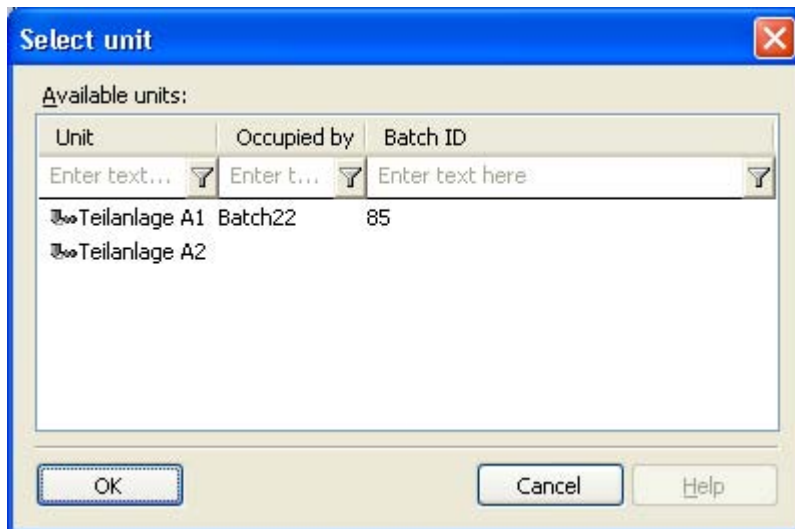 Select unit
Available units:
Unit Occupied by Batch ID
Enter text... Enter t... Enter text here
Teilanlage A1 Batch22 85
Teilanlage A2
OK Cancel Help